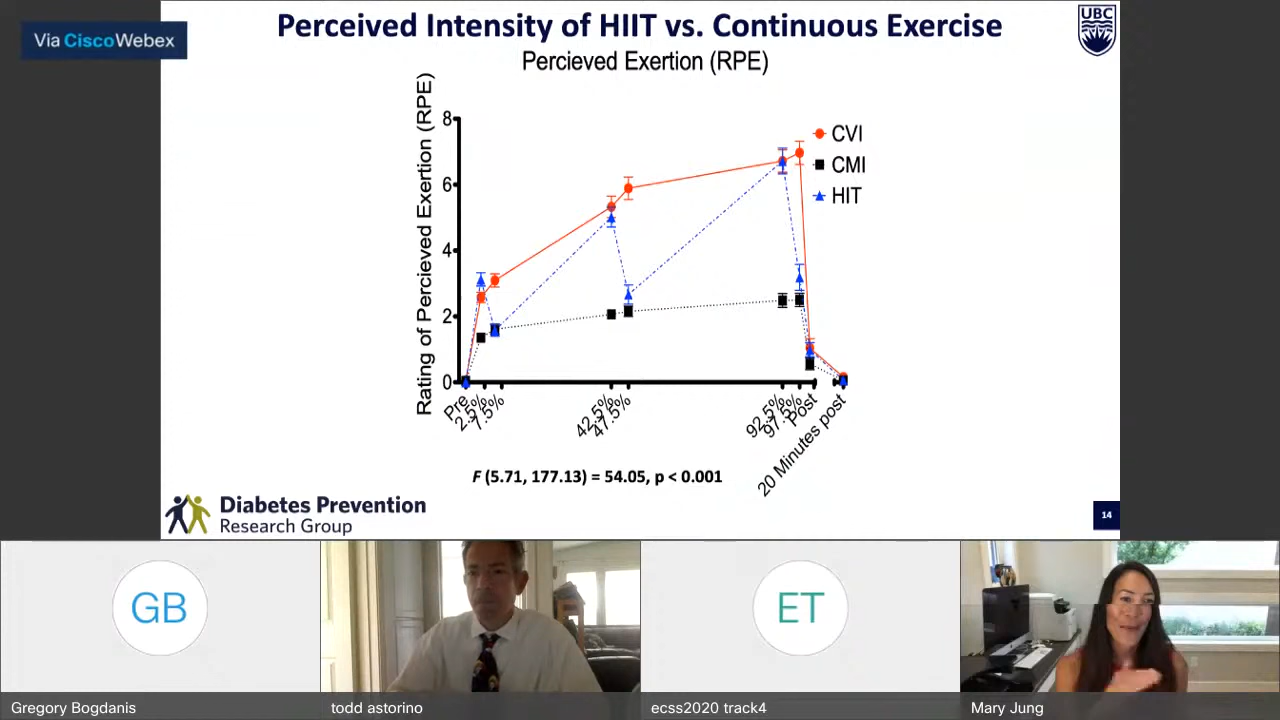 Via CiscoWebex
Perceived Intensity of HIIT vs. Continuous Exercise
UBC
Percieved Exertion (RPE)
Rating of Percieved Exertion (RPE)
8
6
4
2
0
CVI
CMI
HIT
Pre
2.5%
7.5%
42.5%
47.5%
92.5%
97.5%
Post
20 Minutes post
F (5.71, 177.13) = 54.05, p < 0.001
Diabetes Prevention
Research Group
14
GB
ET
Gregory Bogdanis
todd astorino
ecss2020 track4
Mary Jung